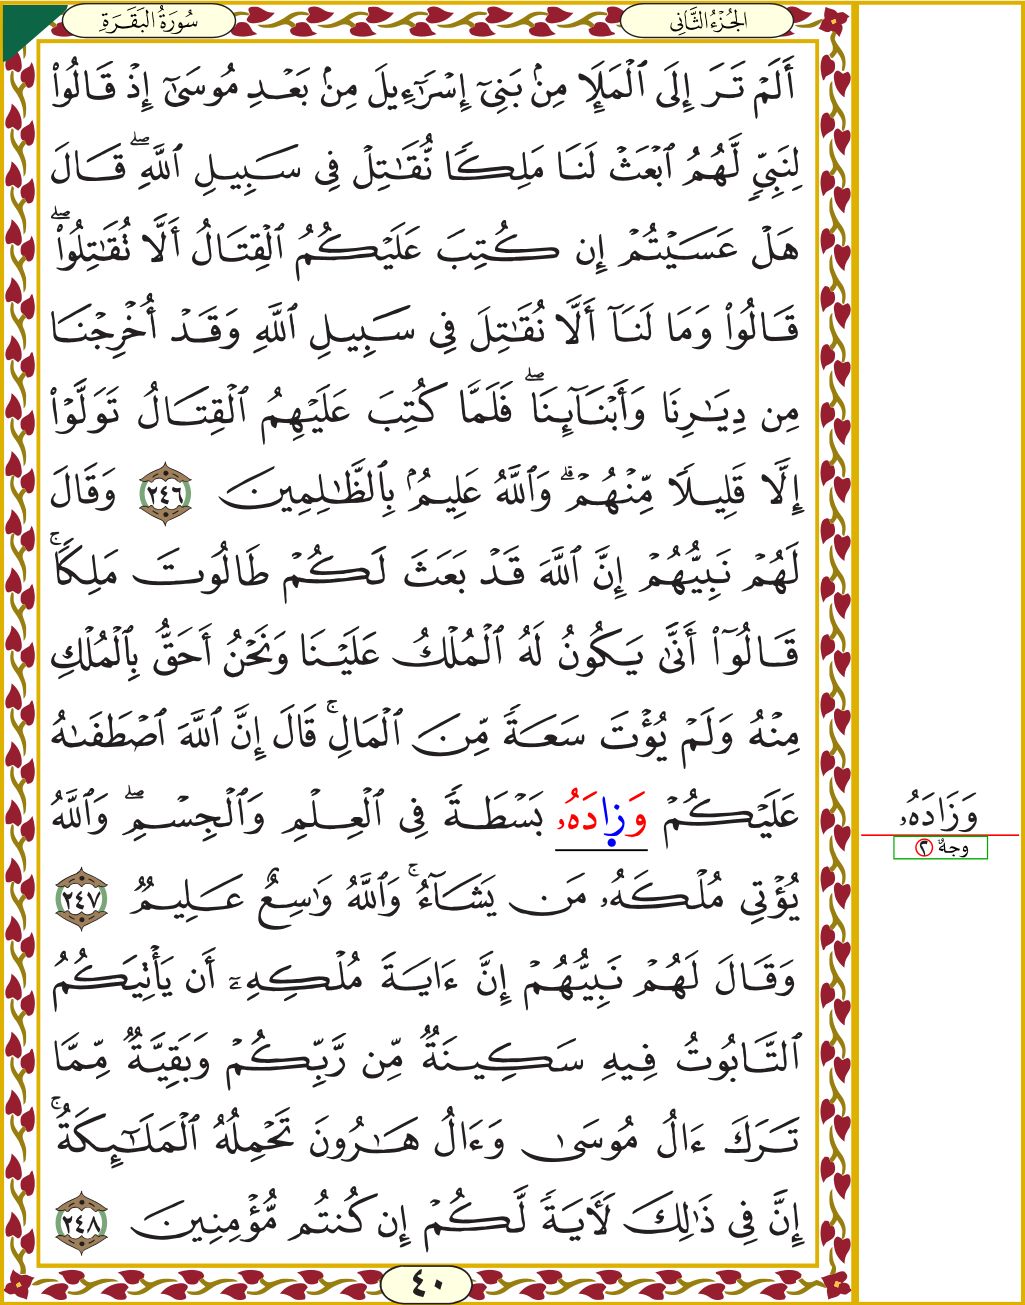 سُورَةُ البَقَرَةِ
الجُزْءُ الثَّانِي
أَلَمْ تَرَ إِلَى ٱلْمَلَإِ مِنۢ بَنِيٓ إِسْرَٰٓءِيلَ مِنۢ بَعْدِ مُوسَىٰٓ إِذْ قَالُوا۟
لِنَبِيٍّ لَّهُمُ ٱبْعَثْ لَنَا مَلِكًا نُّقَٰتِلْ فِي سَبِيلِ ٱللَّهِۖ قَالَ
هَلْ عَسَيْتُمْ إِن كُتِبَ عَلَيْكُمُ ٱلْقِتَالُ أَلَّا تُقَٰتِلُوا۟ۖ
قَالُوا۟ وَمَا لَنَآ أَلَّا نُقَٰتِلَ فِي سَبِيلِ ٱللَّهِ وَقَدْ أُخْرِجْنَا
مِن دِيَٰرِنَا وَأَبْنَآئِنَاۖ فَلَمَّا كُتِبَ عَلَيْهِمُ ٱلْقِتَالُ تَوَلَّوْا۟
إِلَّا قَلِيلًا مِّنْهُمْۗ وَٱللَّهُ عَلِيمُۢ بِٱلظَّٰلِمِينَ ٢٤٦ وَقَالَ
لَهُمْ نَبِيُّهُمْ إِنَّ ٱللَّهَ قَدْ بَعَثَ لَكُمْ طَالُوتَ مَلِكًاۚ
قَالُوٓا۟ أَنَّىٰ يَكُونُ لَهُ ٱلْمُلْكُ عَلَيْنَا وَنَحْنُ أَحَقُّ بِٱلْمُلْكِ
مِنْهُ وَلَمْ يُؤْتَ سَعَةً مِّنَ ٱلْمَالِۚ قَالَ إِنَّ ٱللَّهَ ٱصْطَفَىٰهُ
عَلَيْكُمْ وَزَادَهُۥ بَسْطَةً فِي ٱلْعِلْمِ وَٱلْجِسْمِۖ وَٱللَّهُ
يُؤْتِي مُلْكَهُۥ مَن يَشَآءُۚ وَٱللَّهُ وَٰسِعٌ عَلِيمٌ ٢٤٧
وَقَالَ لَهُمْ نَبِيُّهُمْ إِنَّ ءَايَةَ مُلْكِهِۦٓ أَن يَأْتِيَكُمُ
ٱلتَّابُوتُ فِيهِ سَكِينَةٌ مِّن رَّبِّكُمْ وَبَقِيَّةٌ مِّمَّا
تَرَكَ ءَالُ مُوسَىٰ وَءَالُ هَٰرُونَ تَحْمِلُهُ ٱلْمَلَٰٓئِكَةُۚ
إِنَّ فِي ذَٰلِكَ لَءَايَةً لَّكُمْ إِن كُنتُم مُّؤْمِنِينَ ٢٤٨
٤٠
وَزَادَهُۥ
وجهٌ ٢